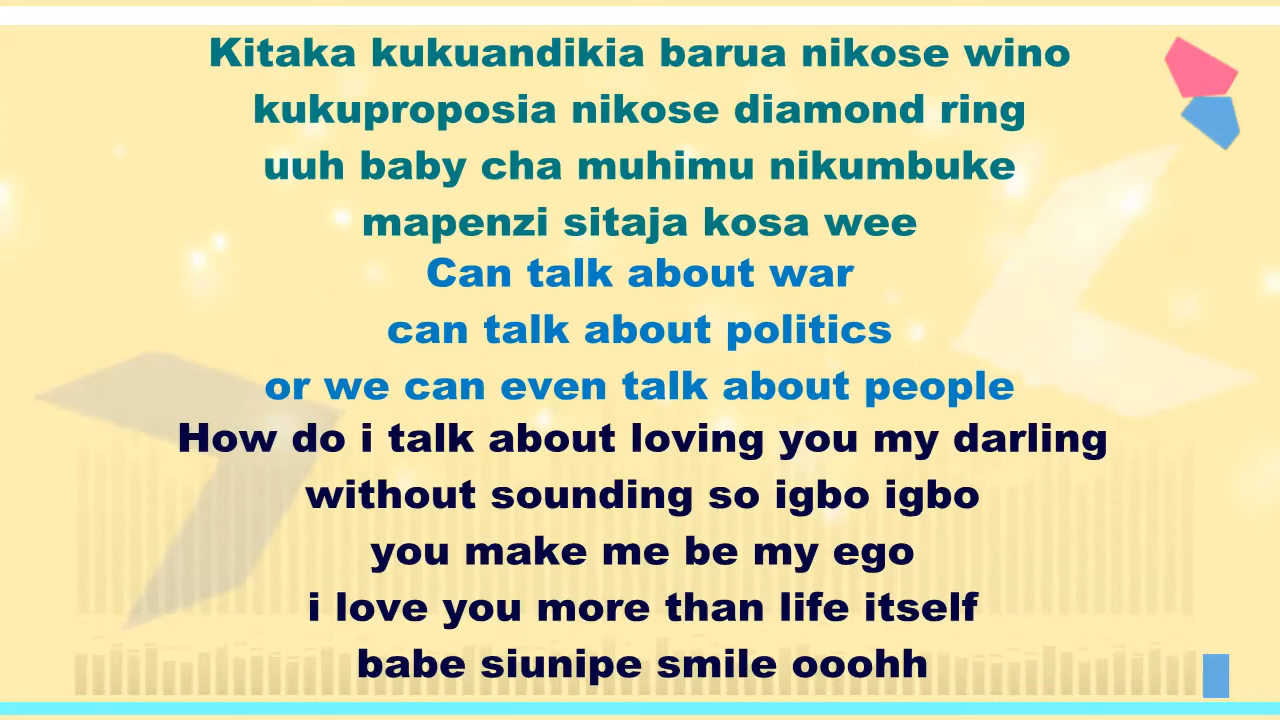 Kitaka kukuandikia barua nikose wino
kukuproposia nikose diamond ring
uuh baby cha muhimu nikumbuke
mapenzi sitaja kosa wee
Can talk about war
can talk about politics
or we can even talk about people
How do i talk about loving you my darling
without sounding so igbo igbo
you make me be my ego
i love you more than life itself
babe siunipe smile ooohh